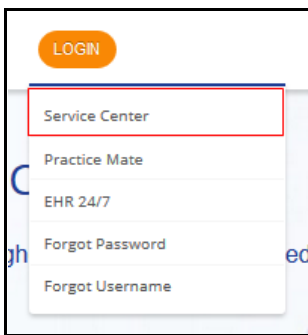 LOGIN
Service Center
Practice Mate
EHR 24/7
Forgot Password
Forgot Username